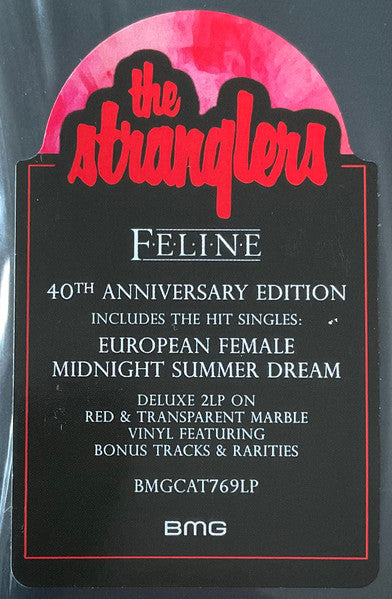 the
stranglers
FELINE
40TH ANNIVERSARY EDITION
INCLUDES THE HIT SINGLES:
EUROPEAN FEMALE
MIDNIGHT SUMMER DREAM
DELUXE 2LP ON
RED & TRANSPARENT MARBLE
VINYL FEATURING
BONUS TRACKS & RARITIES
BMGCAT769LP
BMG